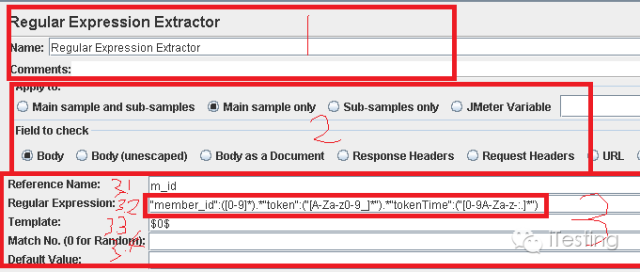 Regular Expression Extractor
1
Name: Regular Expression Extractor
Comments:
Apply to:
Main sample and sub-samples Main sample only Sub-samples only JMeter Variable
2
Field to check
Body Body (unescaped) Body as a Document Response Headers Request Headers URL
Reference Name: 31 m_id
Regular Expression: 32 "member_id":([0-9]*).*"token":("[A-Za-z0-9_]*").*"tokenTime":("[0-9A-Za-z-:.]*")
3
Template: 33 $0$
Match No. (0 for Random): 34
Default Value:
iTesting